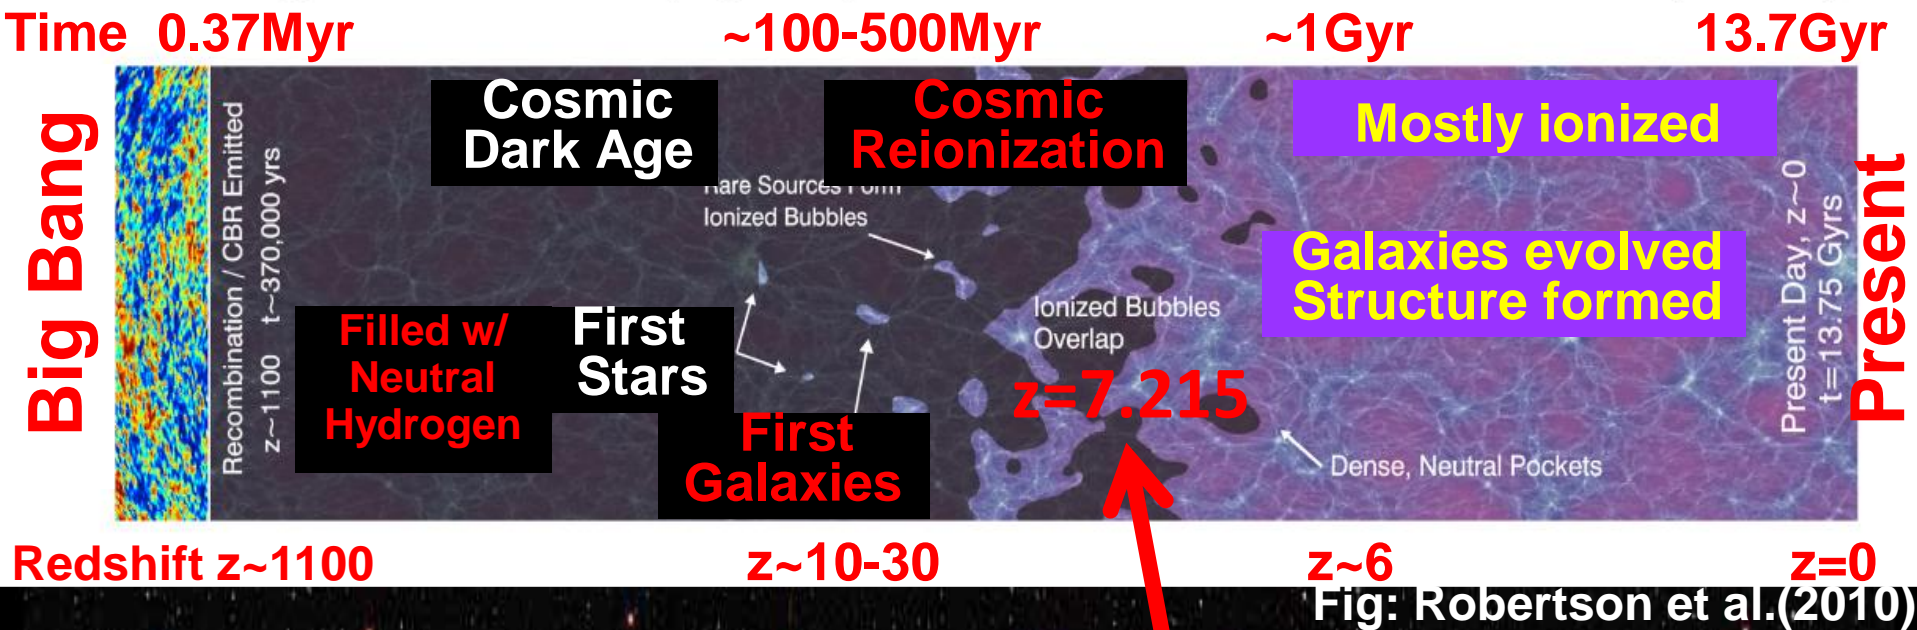 Time 0.37Myr ~100-500Myr ~1Gyr 13.7Gyr
Big Bang
Recombination / CBR Emitted
z~1100 t~370,000 yrs
Cosmic
Dark Age
Cosmic
Reionization
Mostly ionized
Rare Sources Form
Ionized Bubbles
Galaxies evolved
Structure formed
Filled w/
Neutral
Hydrogen
First
Stars
Ionized Bubbles
Overlap
z=7.215
First
Galaxies
Dense, Neutral Pockets
Present Day, z~0
t=13.75 Gyrs
Present
Redshift z~1100 z~10-30 z~6 z=0
Fig: Robertson et al.(2010)